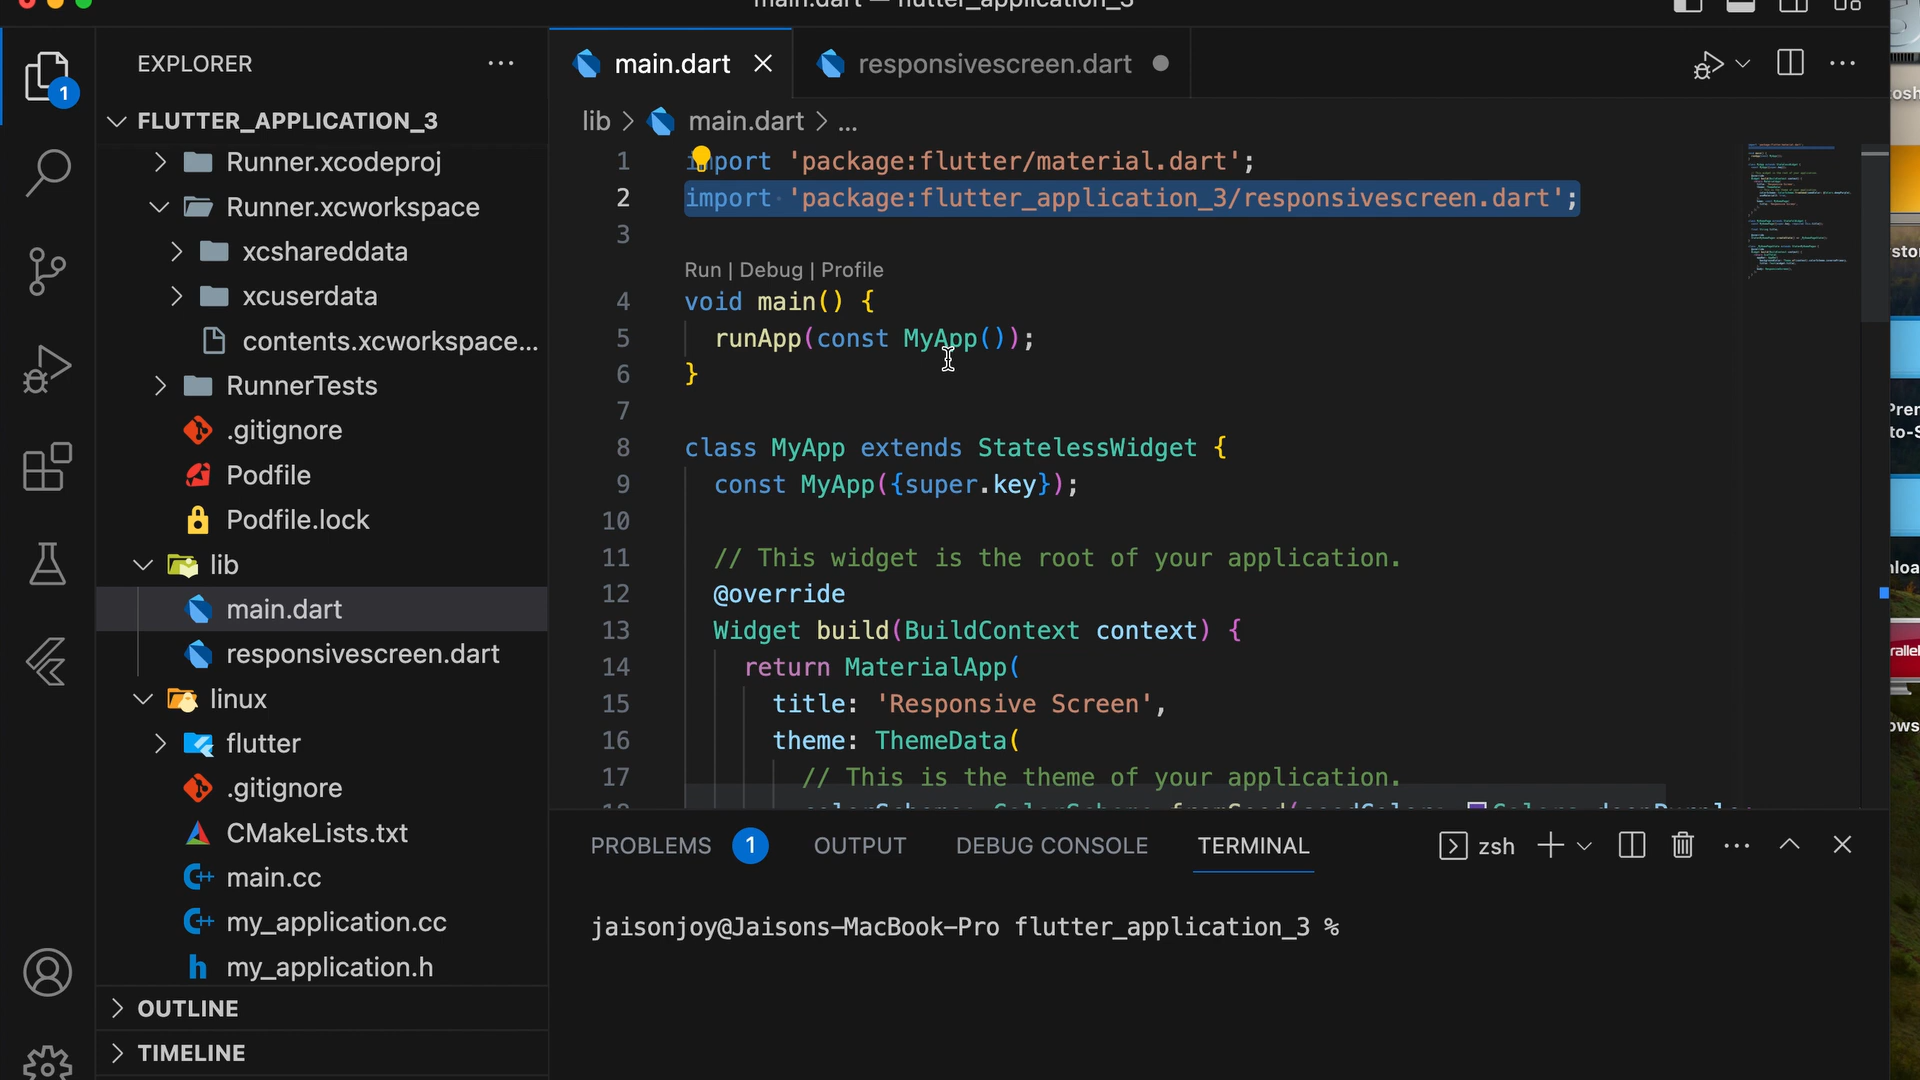 main.dart — flutter_application_3
EXPLORER
main.dart
responsivescreen.dart
1
FLUTTER_APPLICATION_3
Runner.xcodeproj
Runner.xcworkspace
xcshareddata
xcuserdata
contents.xcworkspace...
RunnerTests
.gitignore
Podfile
Podfile.lock
lib
main.dart
responsivescreen.dart
linux
flutter
.gitignore
CMakeLists.txt
main.cc
my_application.cc
my_application.h
OUTLINE
TIMELINE
lib > main.dart > ...
1 import 'package:flutter/material.dart';
2 import 'package:flutter_application_3/responsivescreen.dart';
3
Run | Debug | Profile
4 void main() {
5 runApp(const MyApp());
6 }
7
8 class MyApp extends StatelessWidget {
9 const MyApp({super.key});
10
11 // This widget is the root of your application.
12 @override
13 Widget build(BuildContext context) {
14 return MaterialApp(
15 title: 'Responsive Screen',
16 theme: ThemeData(
17 // This is the theme of your application.
PROBLEMS 1 OUTPUT DEBUG CONSOLE TERMINAL zsh
jaisonjoy@Jaisons-MacBook-Pro flutter_application_3 %